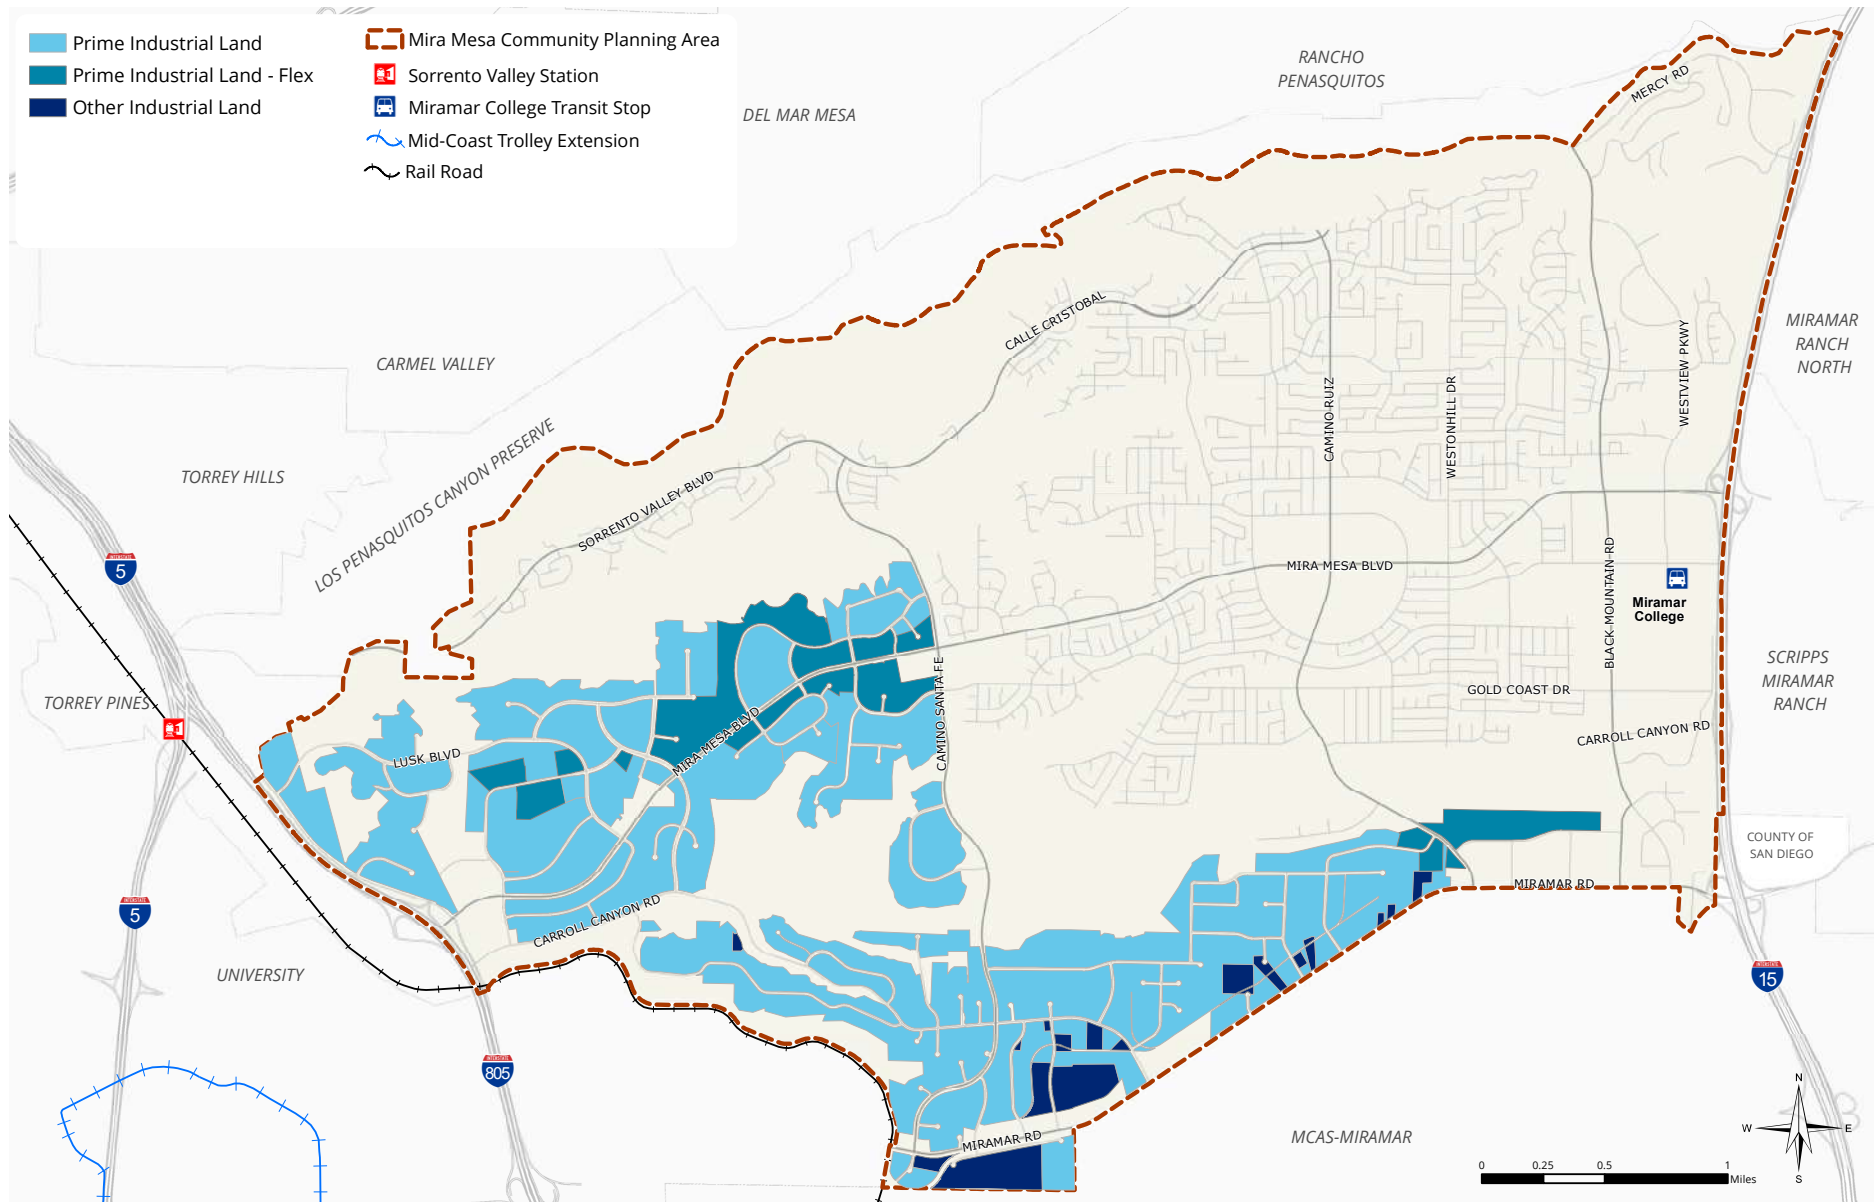 Prime Industrial Land
Prime Industrial Land - Flex
Other Industrial Land
Mira Mesa Community Planning Area
Sorrento Valley Station
Miramar College Transit Stop
Mid-Coast Trolley Extension
Rail Road
RANCHO
PENASQUITOS
MERCY RD
DEL MAR MESA
CALLE CRISTOBAL
MIRAMAR
RANCH
NORTH
CARMEL VALLEY
CAMINO RUIZ
WESTONHILL DR
WESTVIEW PKWY
TORREY HILLS
LOS PENASQUITOS CANYON PRESERVE
SORRENTO VALLEY BLVD
INTERSTATE
5
MIRA MESA BLVD
BLACK MOUNTAIN RD
Miramar
College
SCRIPPS
MIRAMAR
RANCH
TORREY PINES
GOLD COAST DR
CAMINO SANTA FE
MIRA MESA BLVD
LUSK BLVD
CARROLL CANYON RD
COUNTY OF
SAN DIEGO
MIRAMAR RD
INTERSTATE
5
CARROLL CANYON RD
UNIVERSITY
INTERSTATE
15
INTERSTATE
805
MIRAMAR RD
MCAS-MIRAMAR
N
W
E
S
0
0.25
0.5
1
Miles